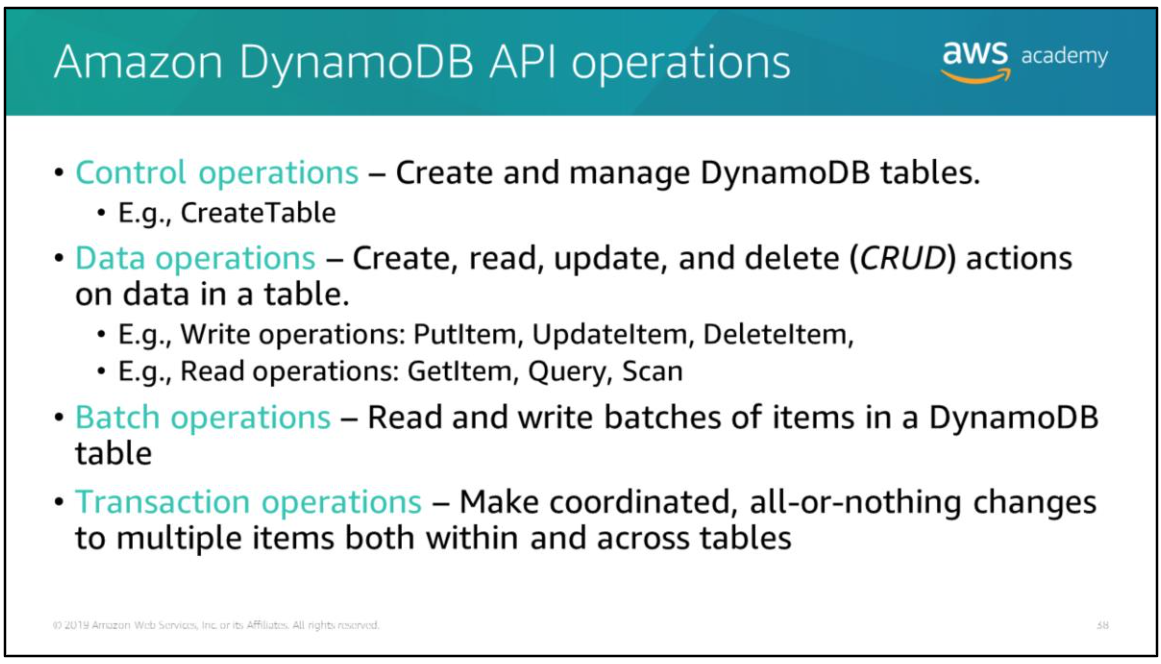 Amazon DynamoDB API operations
aws academy
• Control operations – Create and manage DynamoDB tables.
• E.g., CreateTable
• Data operations – Create, read, update, and delete (CRUD) actions
on data in a table.
• E.g., Write operations: PutItem, UpdateItem, DeleteItem,
• E.g., Read operations: GetItem, Query, Scan
• Batch operations – Read and write batches of items in a DynamoDB
table
• Transaction operations – Make coordinated, all-or-nothing changes
to multiple items both within and across tables
© 2019 Amazon Web Services, Inc. or its Affiliates. All rights reserved.
38